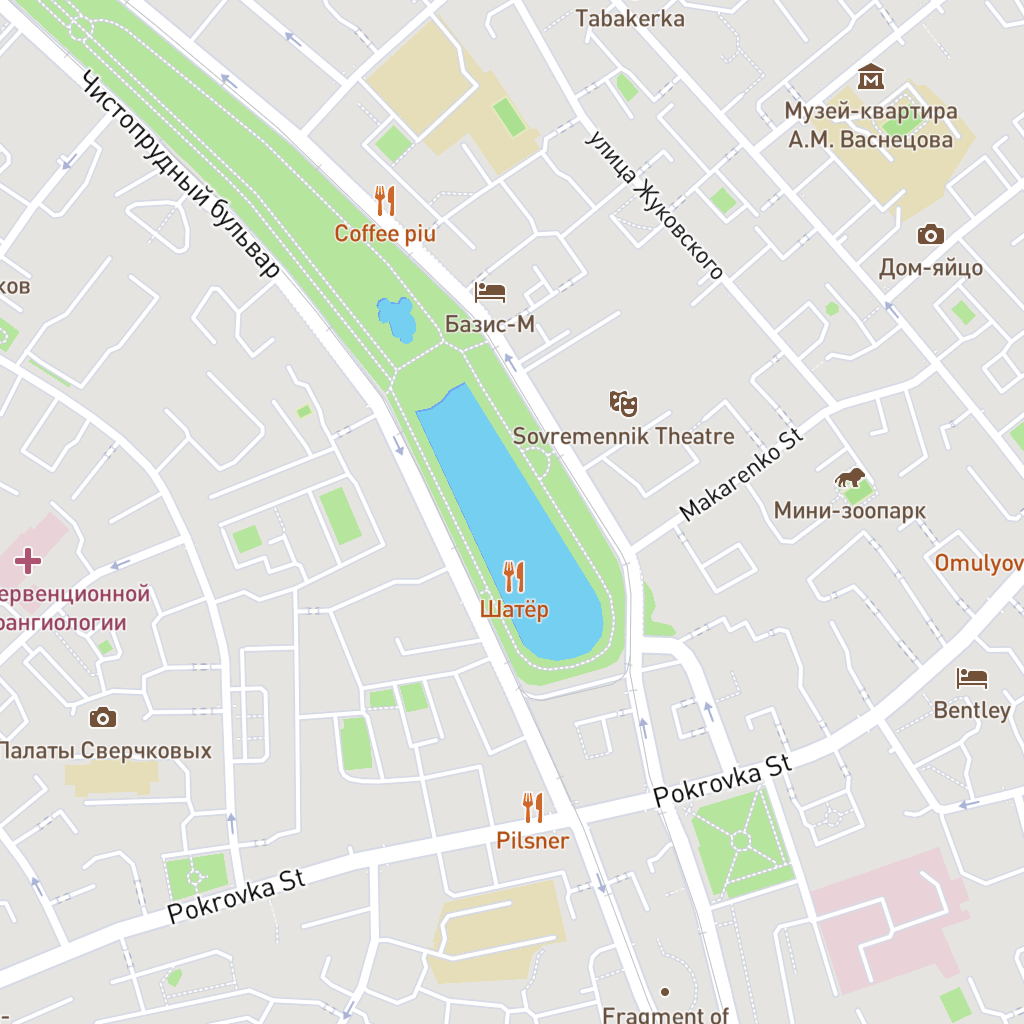 Tabakerka
Чистопрудный бульвар
Музей-квартира
А.М. Васнецова
улица Жуковского
Coffee piu
Дом-яйцо
ков
Базис-М
Sovremennik Theatre
Makarenko St
Мини-зоопарк
Omulyov
ервенционной
рангиологии
Шатёр
Bentley
Палаты Сверчковых
Pokrovka St
Pilsner
Pokrovka St
Fragment of